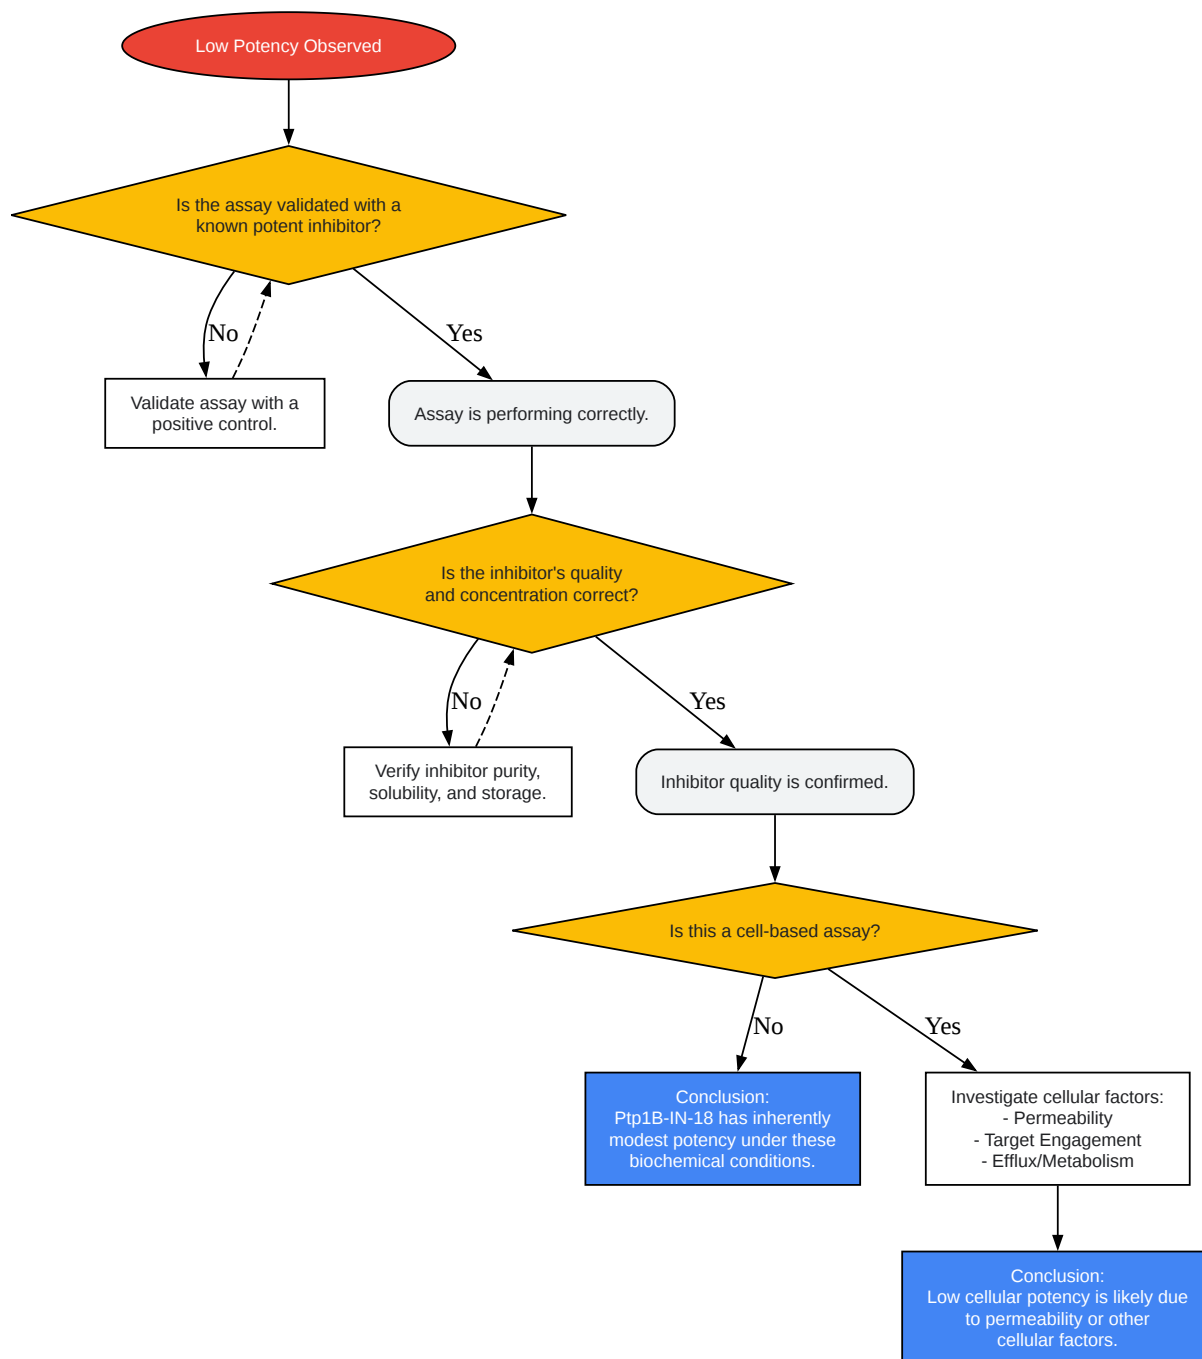 Low Potency Observed
Is the assay validated with a
known potent inhibitor?
No
Yes
Validate assay with a
positive control.
Assay is performing correctly.
Is the inhibitor's quality
and concentration correct?
No
Yes
Verify inhibitor purity,
solubility, and storage.
Inhibitor quality is confirmed.
Is this a cell-based assay?
No
Yes
Conclusion:
Ptp1B-IN-18 has inherently
modest potency under these
biochemical conditions.
Investigate cellular factors:
- Permeability
- Target Engagement
- Efflux/Metabolism
Conclusion:
Low cellular potency is likely due
to permeability or other
cellular factors.